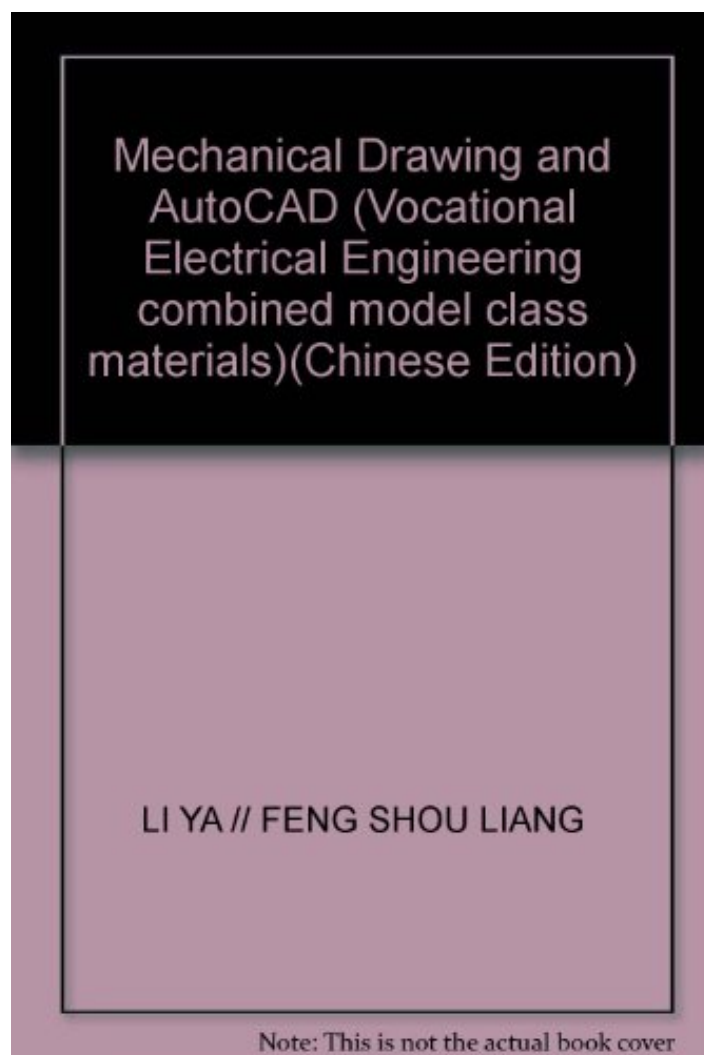 Mechanical Drawing and
AutoCAD (Vocational
Electrical Engineering
combined model class
materials)(Chinese Edition)
LI YA // FENG SHOU LIANG
Note: This is not the actual book cover